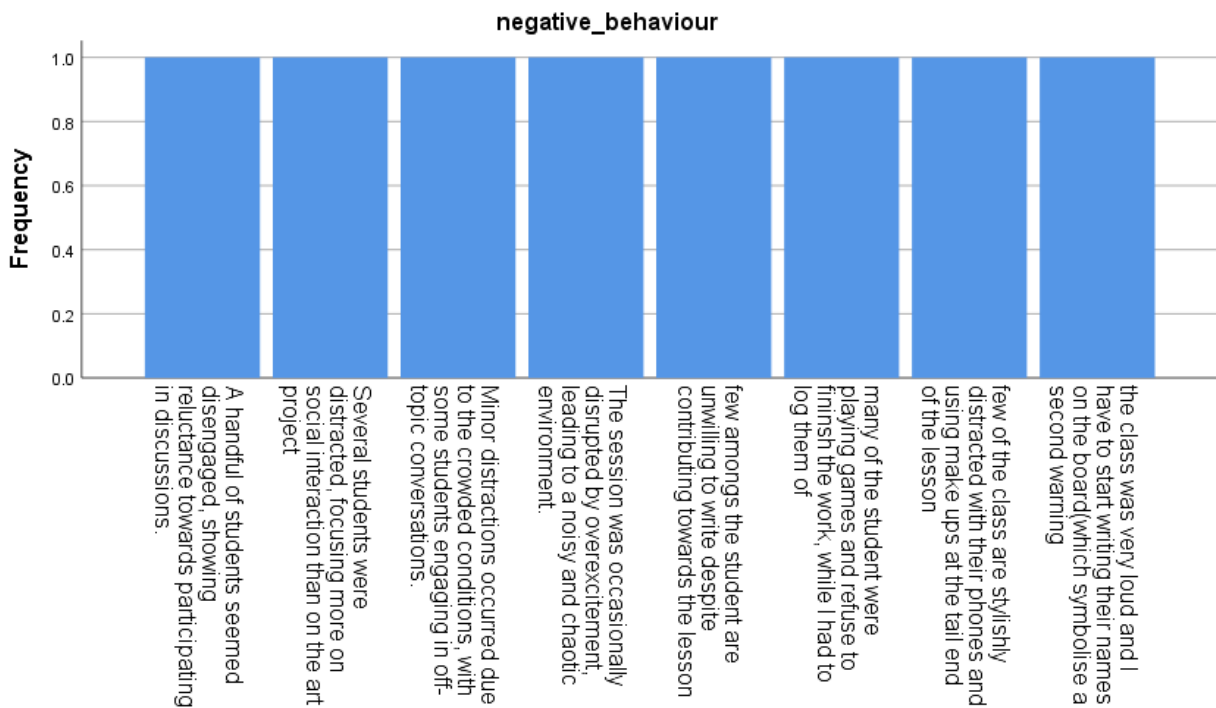 negative_behaviour
Frequency
1.0
0.8
0.6
0.4
0.2
0.0
A handful of students seemed
disengaged, showing
reluctance towards participating
in discussions.
Several students were
distracted, focusing more on
social interaction than on the art
project
Minor distractions occurred due
to the crowded conditions, with
some students engaging in off-
topic conversations.
The session was occasionally
disrupted by overexcitement,
leading to a noisy and chaotic
environment.
few amongs the student are
unwilling to write despite
contributing towards the lesson
many of the student were
playing games and refuse to
fininsh the work, while I had to
log them of
few of the class are stylishly
distracted with their phones and
using make ups at the tail end
of the lesson
the class was very loud and I
have to start writing their names
on the board(which symbolise a
second warning